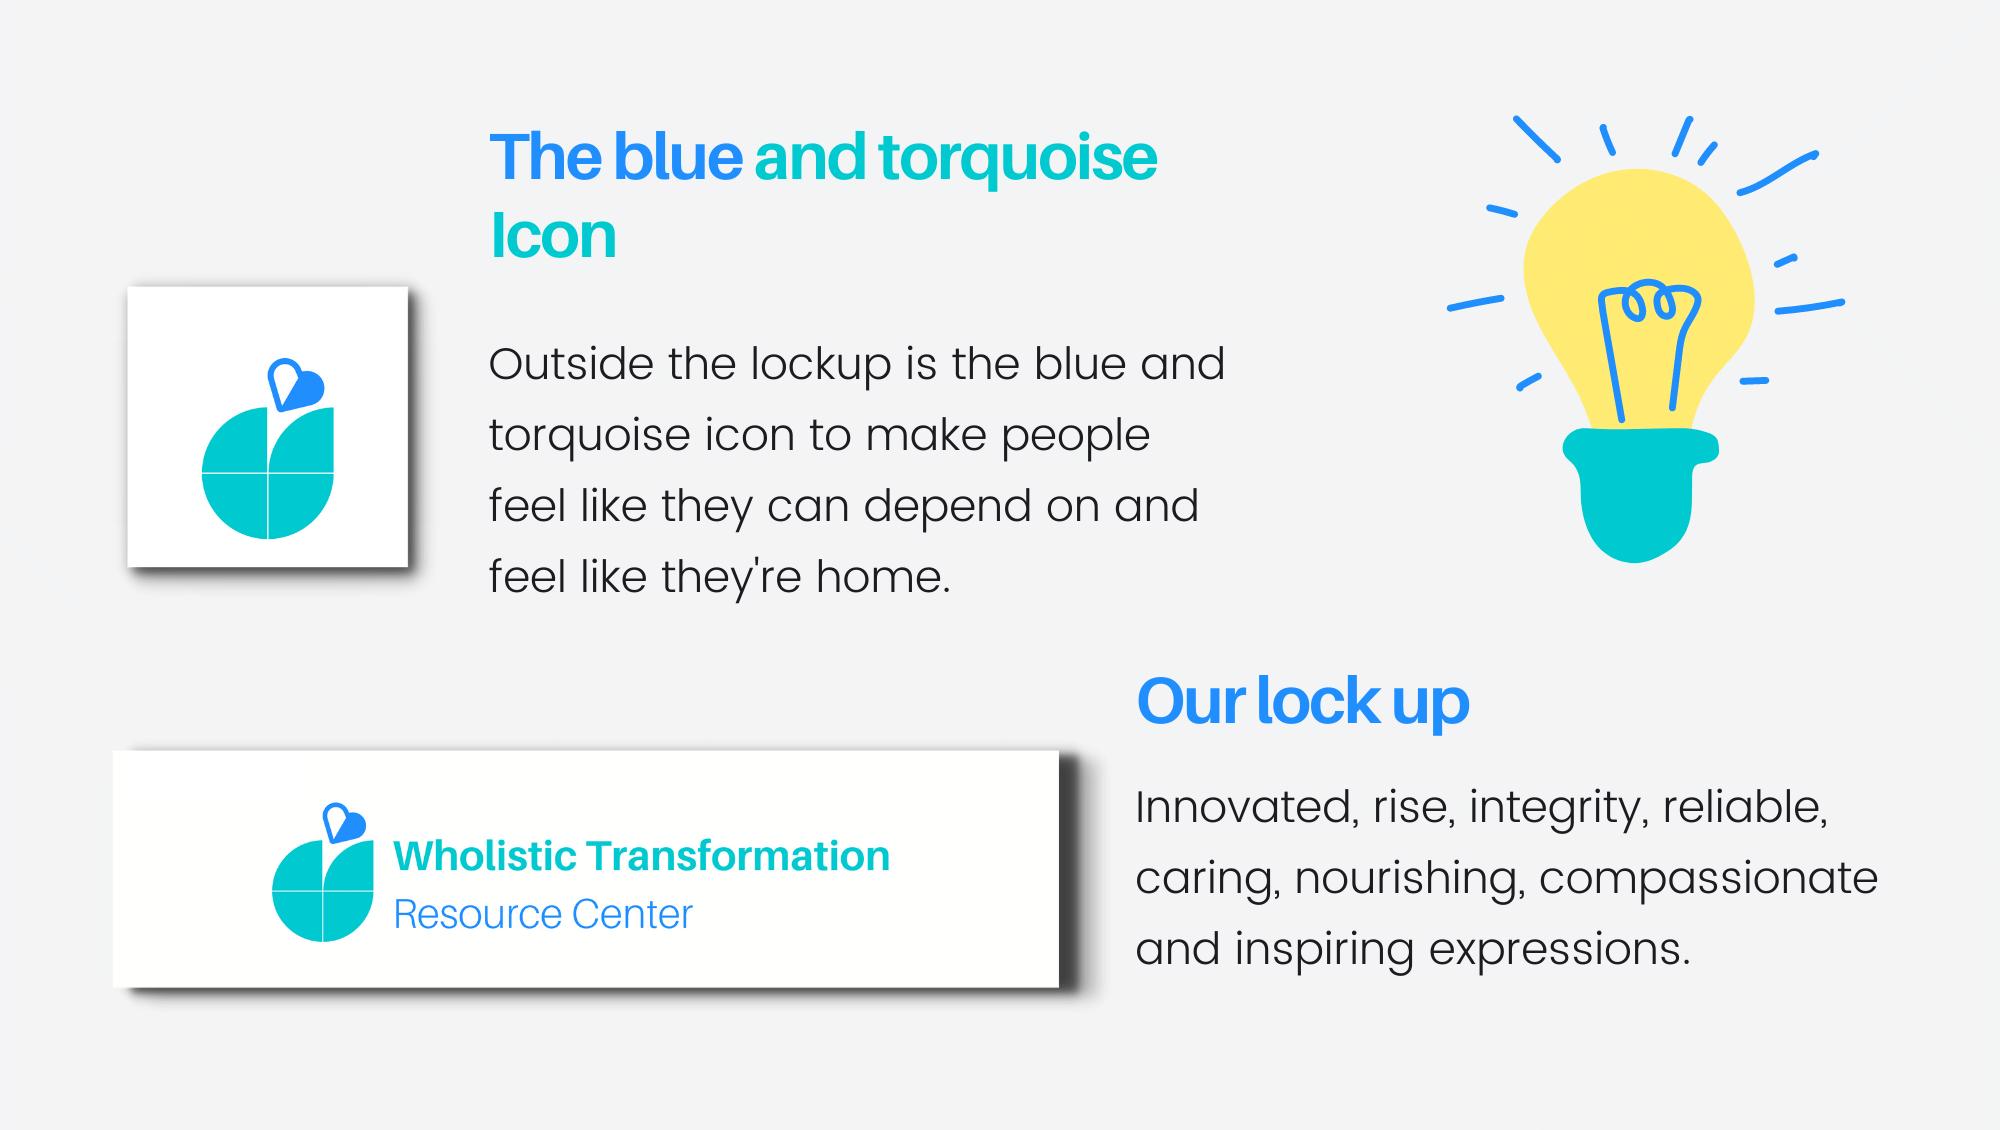 The blue and torquoise
Icon
Outside the lockup is the blue and
torquoise icon to make people
feel like they can depend on and
feel like they're home.
Our lock up
Innovated, rise, integrity, reliable,
caring, nourishing, compassionate
and inspiring expressions.
Wholistic Transformation
Resource Center